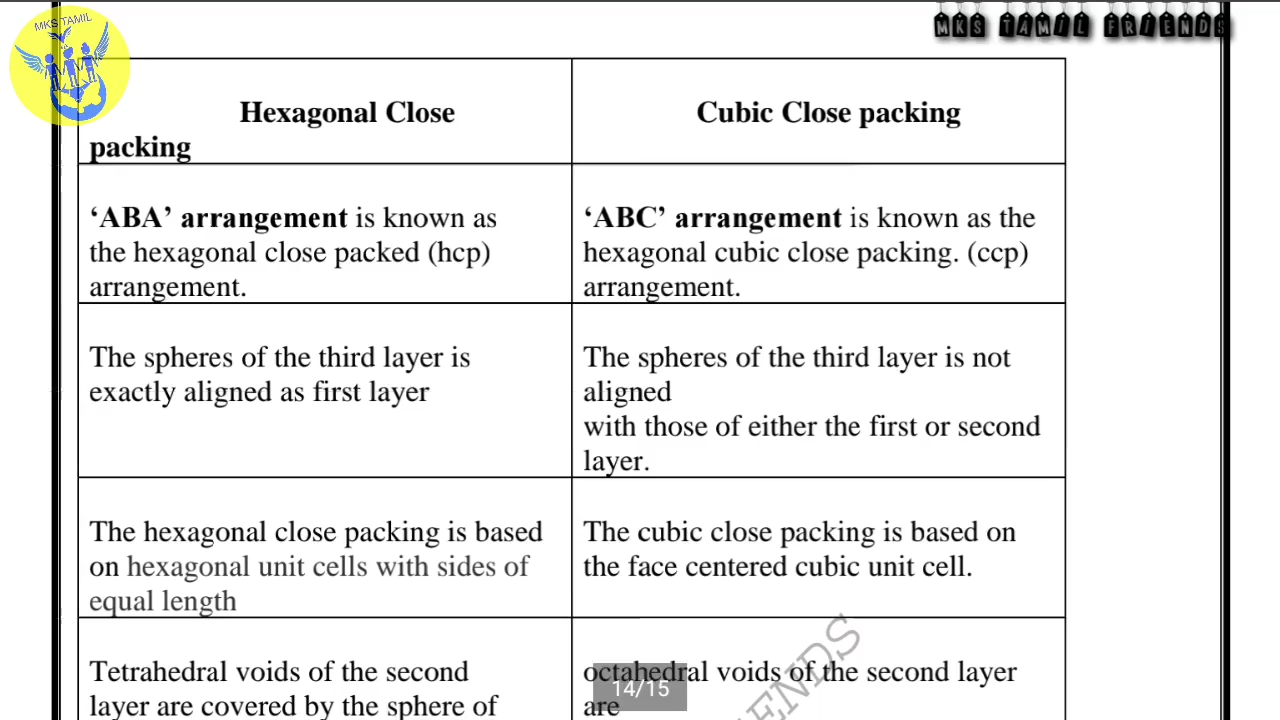 MKS TAMIL
MKS TAMIL FRIENDS
Hexagonal Close
packing
Cubic Close packing
‘ABA’ arrangement is known as
the hexagonal close packed (hcp)
arrangement.
‘ABC’ arrangement is known as the
hexagonal cubic close packing. (ccp)
arrangement.
The spheres of the third layer is
exactly aligned as first layer
The spheres of the third layer is not
aligned
with those of either the first or second
layer.
The hexagonal close packing is based
on hexagonal unit cells with sides of
equal length
The cubic close packing is based on
the face centered cubic unit cell.
Tetrahedral voids of the second
layer are covered by the sphere of
octahedral voids of the second layer
are
14/15
ENDS